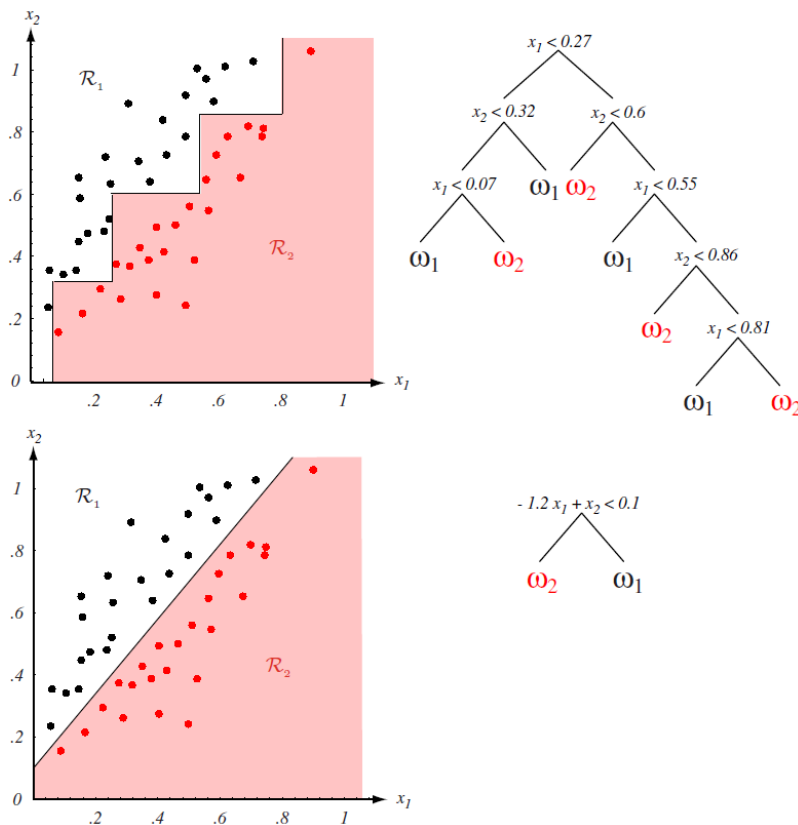 x₂
x₁ < 0.27
1
R₁
x₂ < 0.32
x₂ < 0.6
.8
x₁ < 0.07
ω₁
ω₂
x₁ < 0.55
.6
R₂
ω₁
ω₂
ω₁
x₂ < 0.86
.4
ω₂
x₁ < 0.81
.2
0
x₁
ω₁
ω₂
.2
.4
.6
.8
1
x₂
1
R₁
- 1.2 x₁ + x₂ < 0.1
.8
ω₂
ω₁
.6
R₂
.4
.2
0
x₁
.2
.4
.6
.8
1